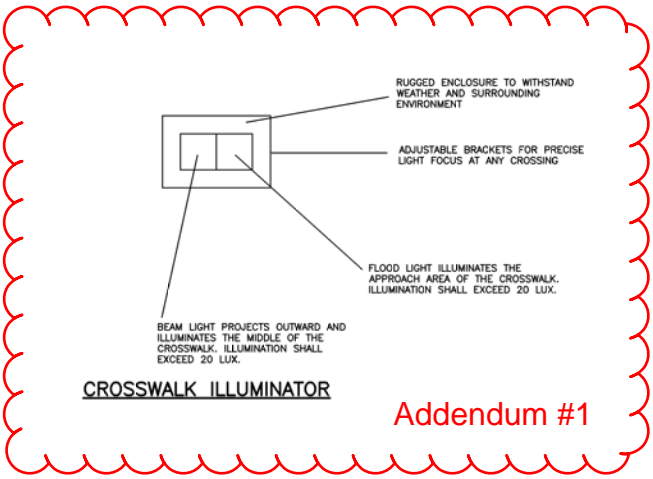 RUGGED ENCLOSURE TO WITHSTAND
WEATHER AND SURROUNDING
ENVIRONMENT
ADJUSTABLE BRACKETS FOR PRECISE
LIGHT FOCUS AT ANY CROSSING
FLOOD LIGHT ILLUMINATES THE
APPROACH AREA OF THE CROSSWALK.
ILLUMINATION SHALL EXCEED 20 LUX.
BEAM LIGHT PROJECTS OUTWARD AND
ILLUMINATES THE MIDDLE OF THE
CROSSWALK. ILLUMINATION SHALL
EXCEED 20 LUX.
CROSSWALK ILLUMINATOR
Addendum #1